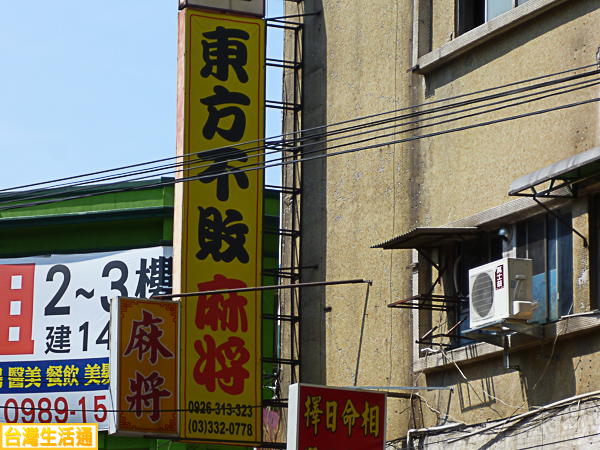 東方不敗
麻將
0926-313-323
(03)332-0778
麻將
擇日命相
租
2~3樓
建14
醫美 餐飲 美
0989-15
台灣生活通